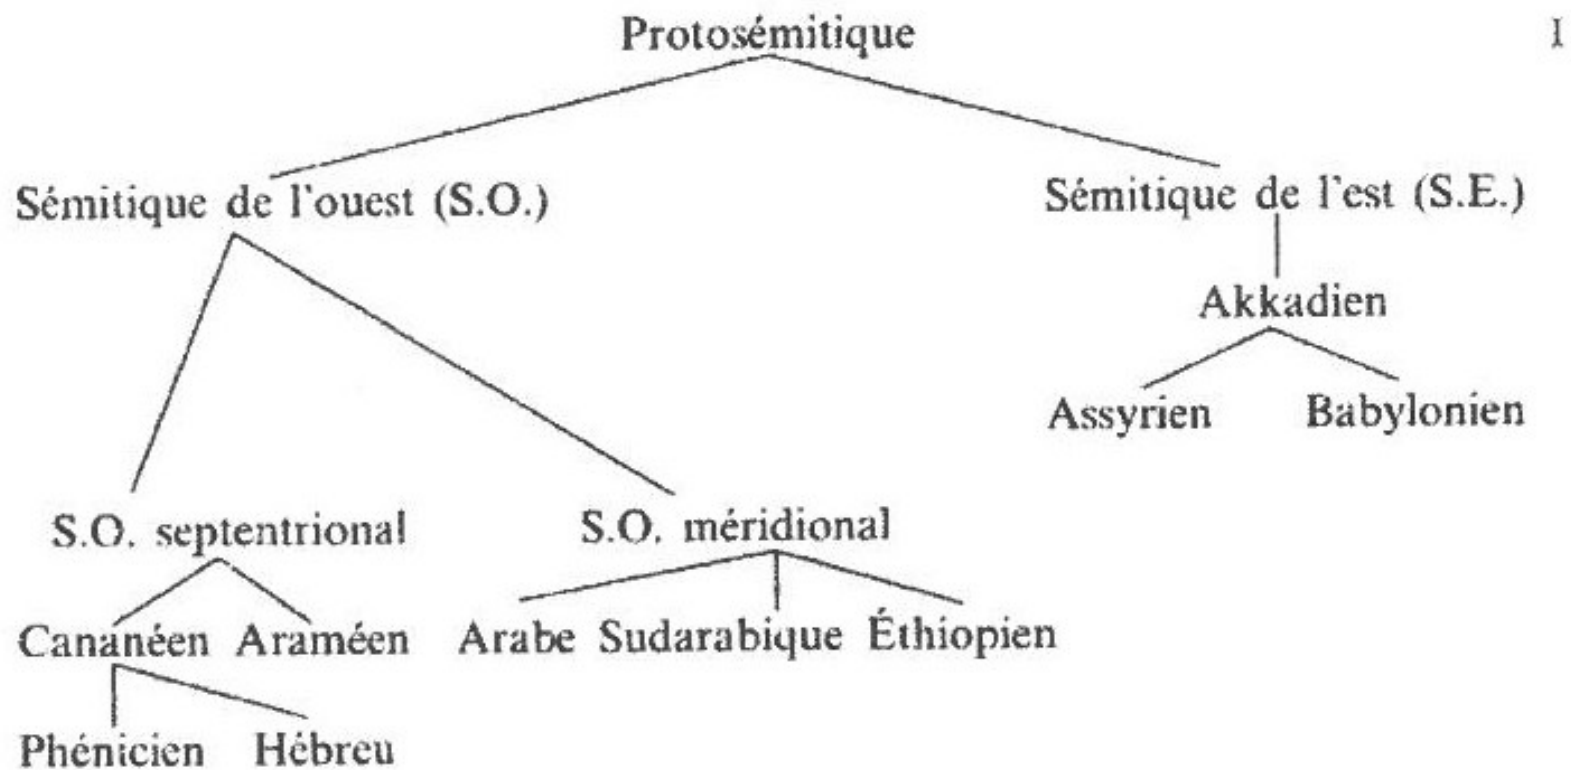 Protosémitique I
Sémitique de l'ouest (S.O.) Sémitique de l'est (S.E.)
Akkadien
Assyrien Babylonien
S.O. septentrional S.O. méridional
Cananéen Araméen Arabe Sudarabique Éthiopien
Phénicien Hébreu